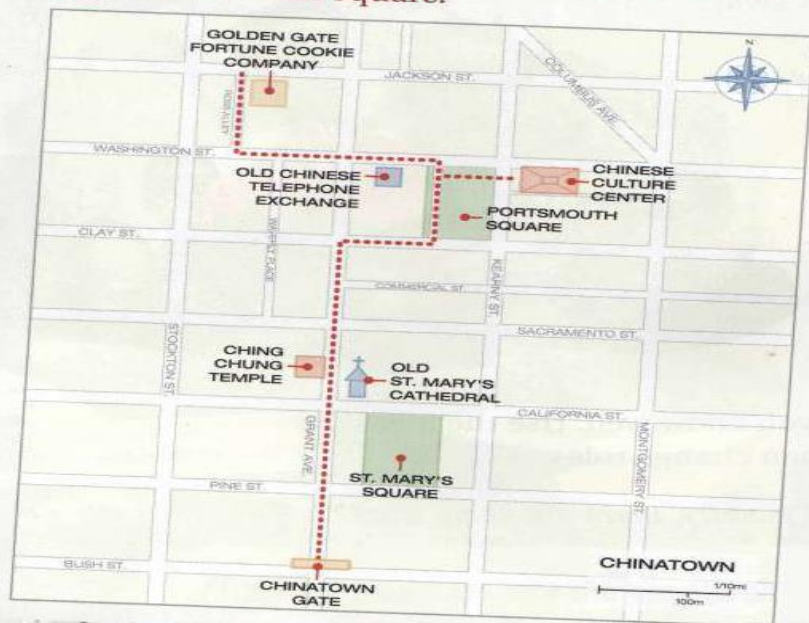 Square.
GOLDEN GATE
FORTUNE COOKIE
COMPANY
N
JACKSON ST.
COLUMBUS AVE.
ROSS ALLEY
WASHINGTON ST.
OLD CHINESE
TELEPHONE
EXCHANGE
CHINESE
CULTURE
CENTER
PORTSMOUTH
SQUARE
CLAY ST.
WAVERLY PLACE
COMMERCIAL ST.
KEARNY ST.
SACRAMENTO ST.
STOCKTON ST.
CHING
CHUNG
TEMPLE
OLD
ST. MARY'S
CATHEDRAL
CALIFORNIA ST.
GRANT AVE.
MONTGOMERY ST.
ST. MARY'S
SQUARE
PINE ST.
BUSH ST.
CHINATOWN
GATE
CHINATOWN
1/10mi
100m